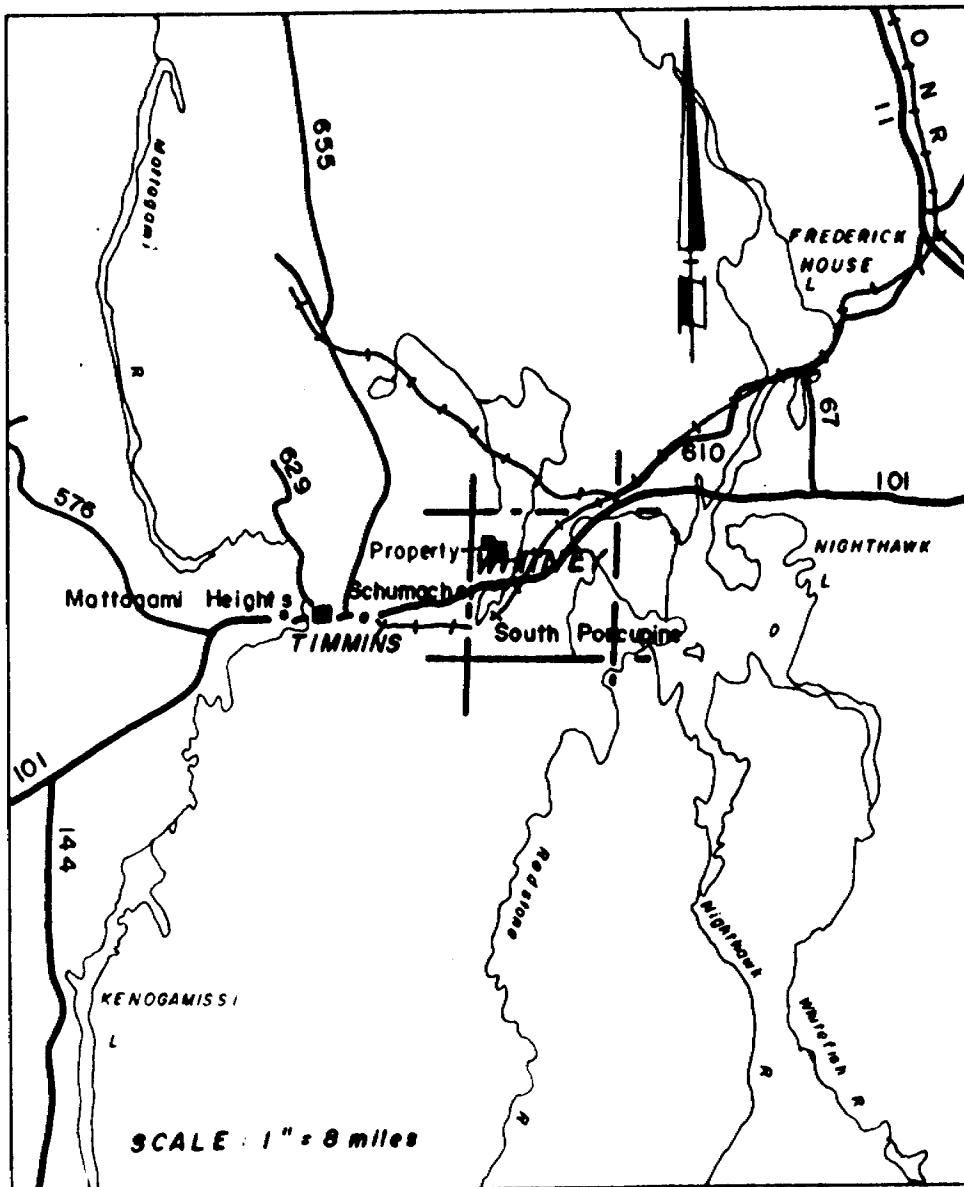 O N R
11
655
Mattagami
R
FREDERICK
HOUSE
L
67
610
101
629
576
NIGHTHAWK
L
Property
WHITNEY
Mattagami Heights
Schumacher
TIMMINS
South Porcupine
101
144
Redstone
R
Nighthawk
R
Whitefish R
KENOGAMISSI
L
SCALE : 1" = 8 miles